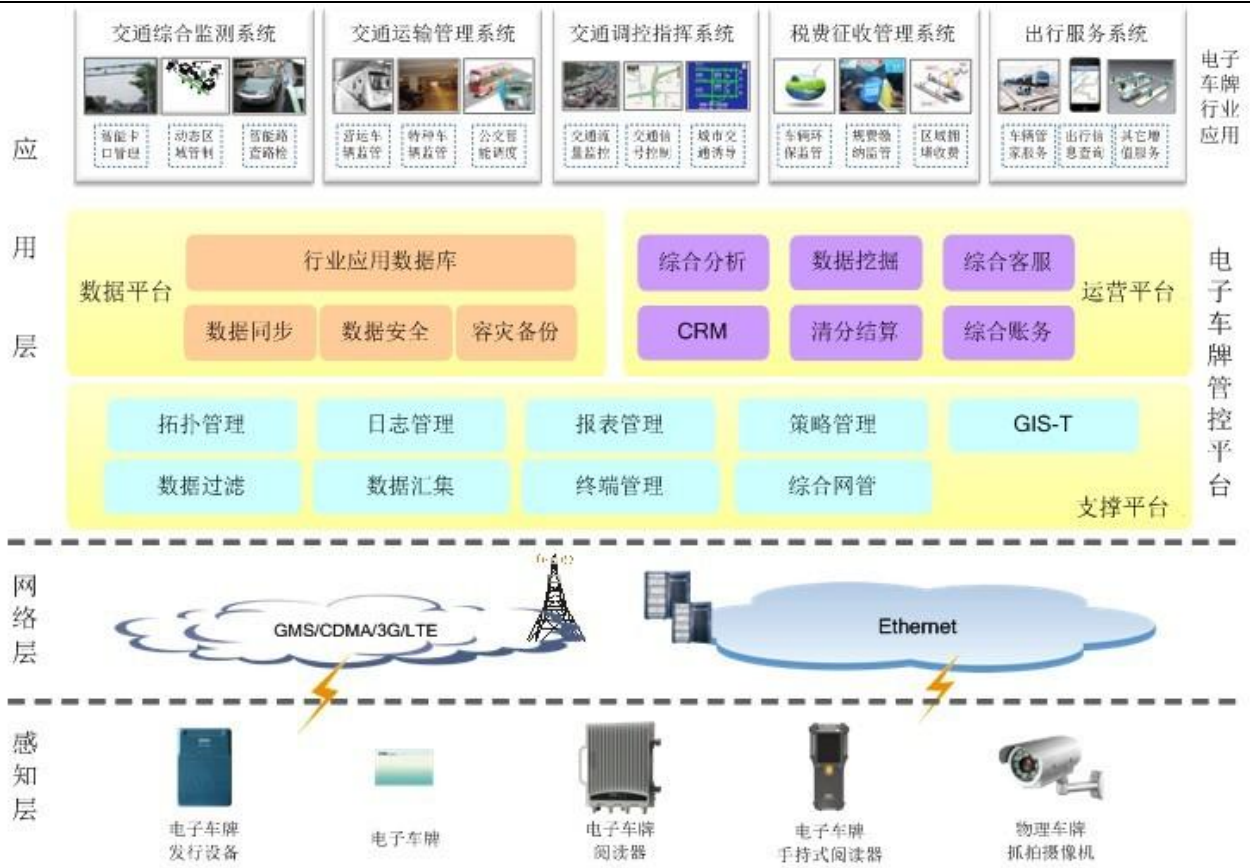 交通综合监测系统
交通运输管理系统
交通调控指挥系统
税费征收管理系统
出行服务系统
智能卡
口管理
动态区
域管制
智能路
查路检
营运车
辆监管
特种车
辆监管
公交智
能调度
交通流
量监控
交通信
号控制
城市交
通诱导
车辆环
保监管
规费缴
纳监管
区域拥
堵收费
车辆管
家服务
出行信
息查询
其它增
值服务
电子
车牌
行业
应用
应用层
数据平台
行业应用数据库
数据同步
数据安全
容灾备份
综合分析
数据挖掘
综合客服
CRM
清分结算
综合账务
运营平台
拓扑管理
日志管理
报表管理
策略管理
GIS-T
数据过滤
数据汇集
终端管理
综合网管
支撑平台
电子车牌管控平台
网络层
GMS/CDMA/3G/LTE
Ethernet
感知层
电子车牌
发行设备
电子车牌
电子车牌
阅读器
电子车牌
手持式阅读器
物理车牌
抓拍摄像机